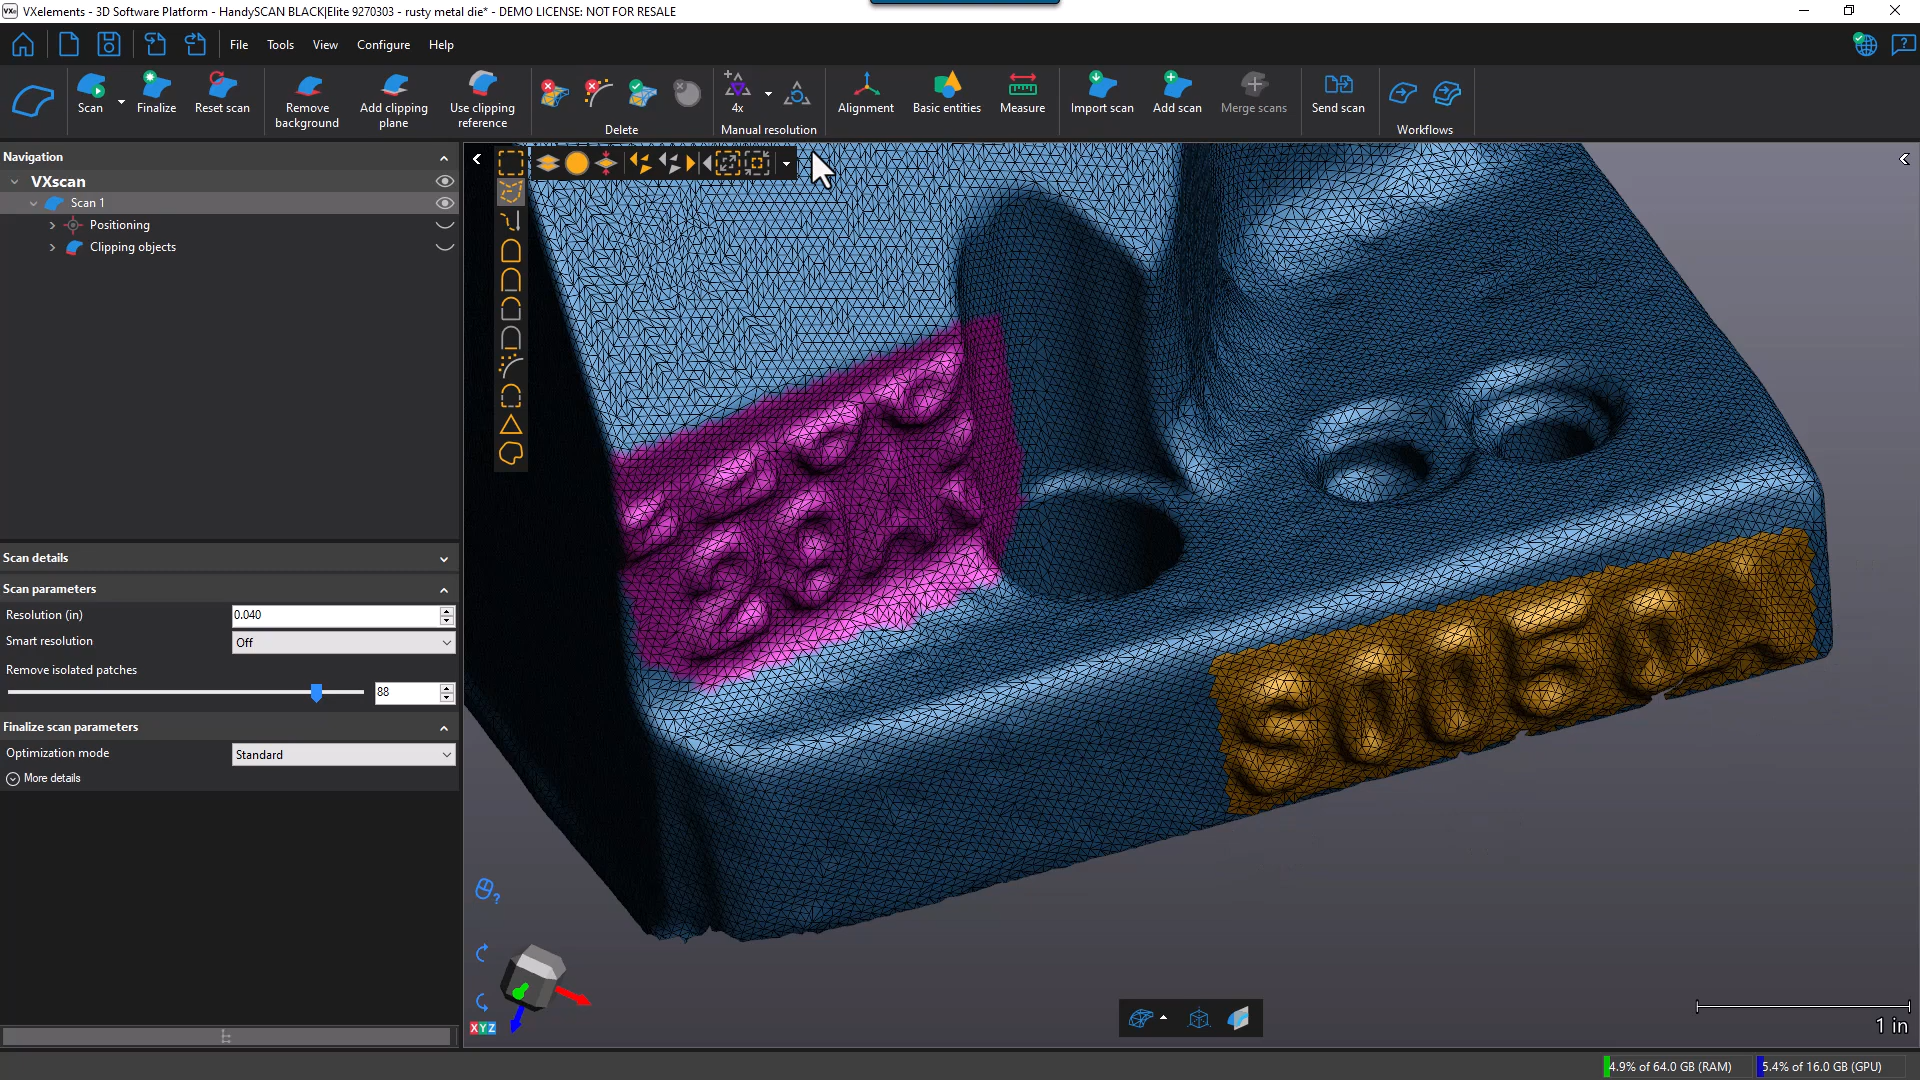 VXelements - 3D Software Platform - HandySCAN BLACK|Elite 9270303 - rusty metal die* - DEMO LICENSE: NOT FOR RESALE
File Tools View Configure Help
Scan Finalize Reset scan Remove background Add clipping plane Use clipping reference Delete 4x Manual resolution Alignment Basic entities Measure Import scan Add scan Merge scans Send scan Workflows
Navigation
VXscan
Scan 1
Positioning
Clipping objects
Scan details
Scan parameters
Resolution (in) 0.040
Smart resolution Off
Remove isolated patches
88
Finalize scan parameters
Optimization mode Standard
More details
XYZ
1 in
4.9% of 64.0 GB (RAM) 5.4% of 16.0 GB (GPU)